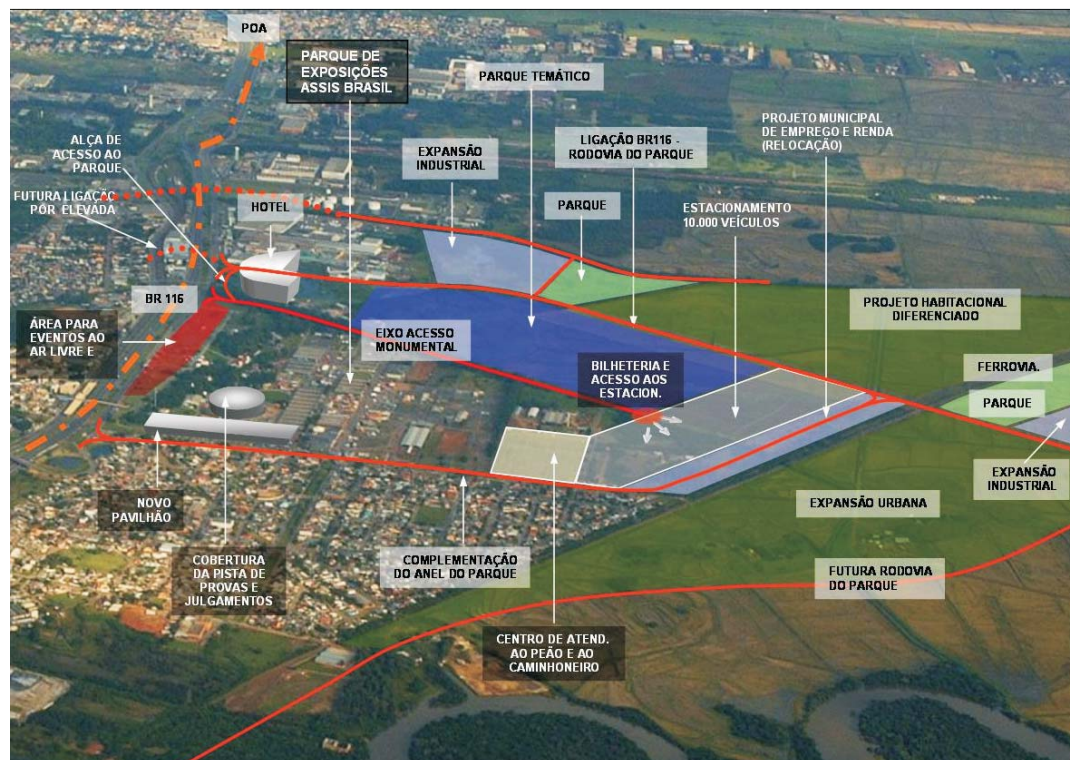 POA
PARQUE DE
EXPOSIÇÕES
ASSIS BRASIL
PARQUE TEMÁTICO
PROJETO MUNICIPAL
DE EMPREGO E RENDA
(RELOCAÇÃO)
ALÇA DE
ACESSO AO
PARQUE
EXPANSÃO
INDUSTRIAL
LIGAÇÃO BR116 -
RODOVIA DO PARQUE
FUTURA LIGAÇÃO
POR ELEVADA
HOTEL
PARQUE
ESTACIONAMENTO
10.000 VEÍCULOS
BR 116
PROJETO HABITACIONAL
DIFERENCIADO
ÁREA PARA
EVENTOS AO
AR LIVRE E
EIXO ACESSO
MONUMENTAL
BILHETERIA E
ACESSO AOS
ESTACION.
FERROVIA.
PARQUE
EXPANSÃO
INDUSTRIAL
NOVO
PAVILHÃO
EXPANSÃO URBANA
COBERTURA
DA PISTA DE
PROVAS E
JULGAMENTOS
COMPLEMENTAÇÃO
DO ANEL DO PARQUE
FUTURA RODOVIA
DO PARQUE
CENTRO DE ATEND.
AO PEÃO E AO
CAMINHONEIRO